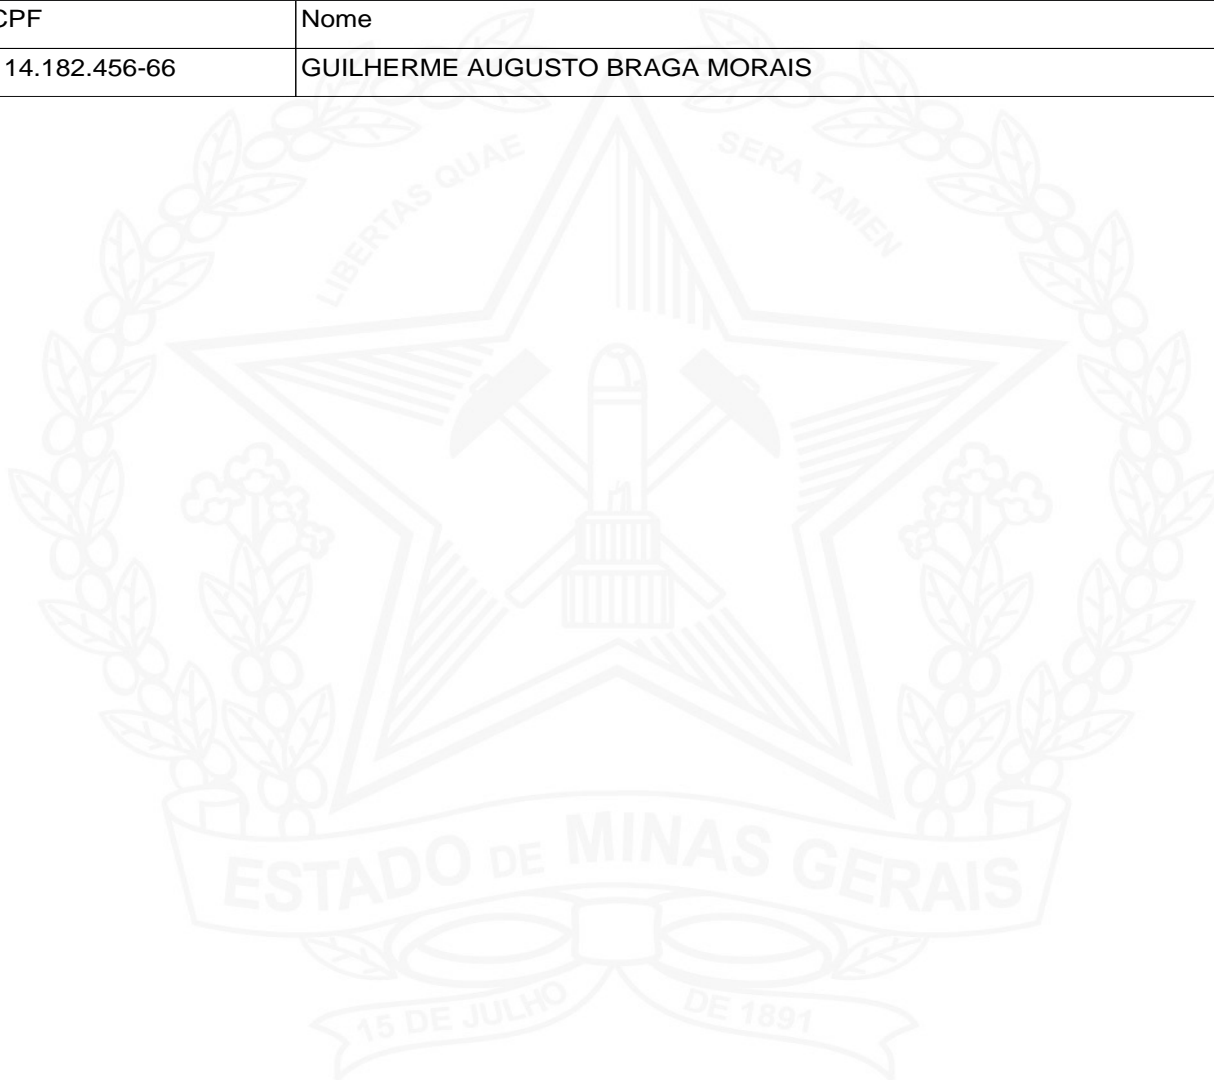 CPF Nome
14.182.456-66 GUILHERME AUGUSTO BRAGA MORAIS
LIBERTAS QUAE SERA TAMEN
ESTADO DE MINAS GERAIS
15 DE JULHO DE 1891